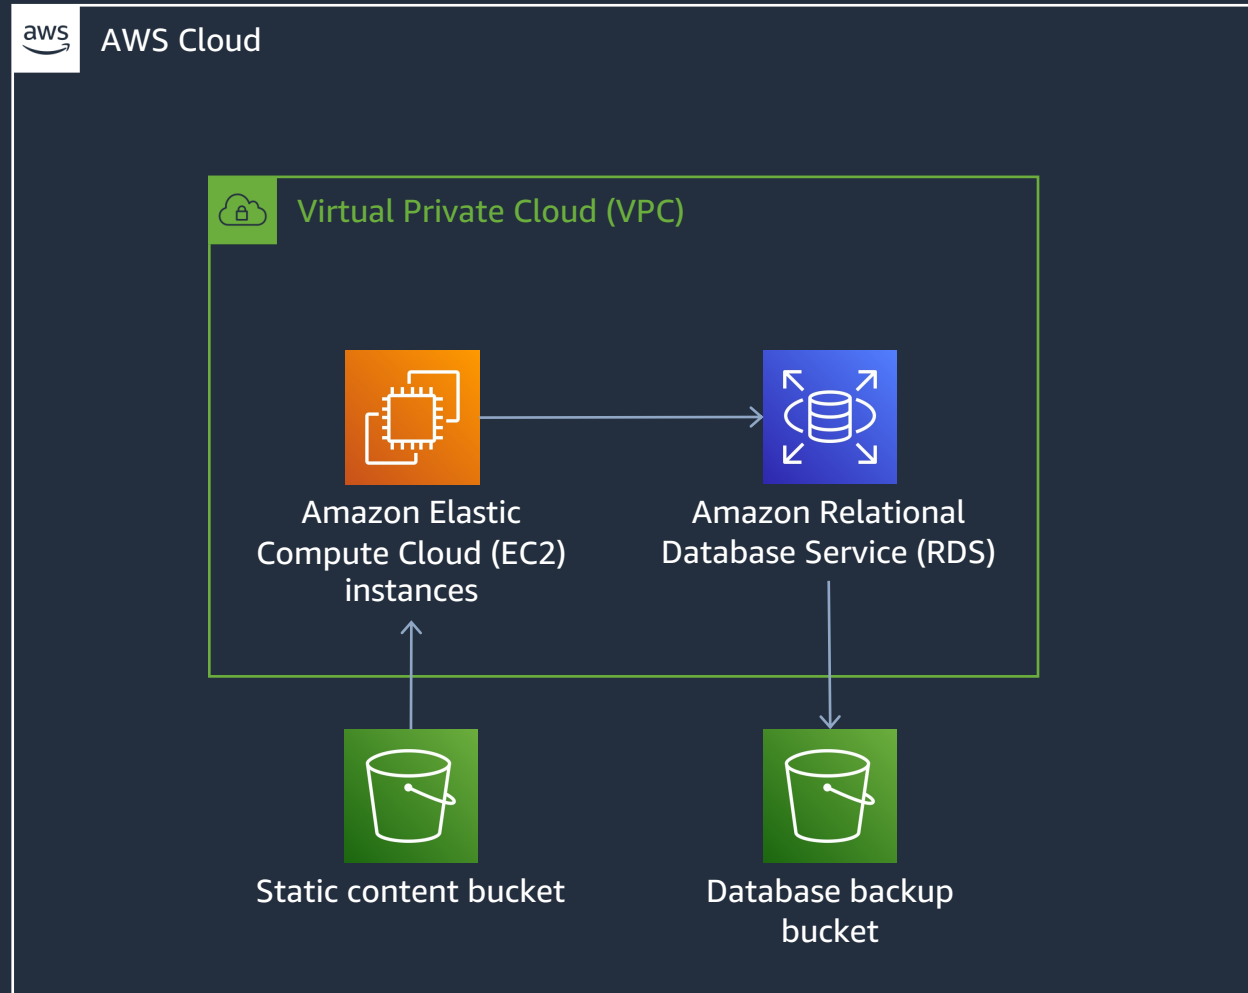 aws
AWS Cloud
Virtual Private Cloud (VPC)
Amazon Elastic
Compute Cloud (EC2)
instances
Amazon Relational
Database Service (RDS)
Static content bucket
Database backup
bucket